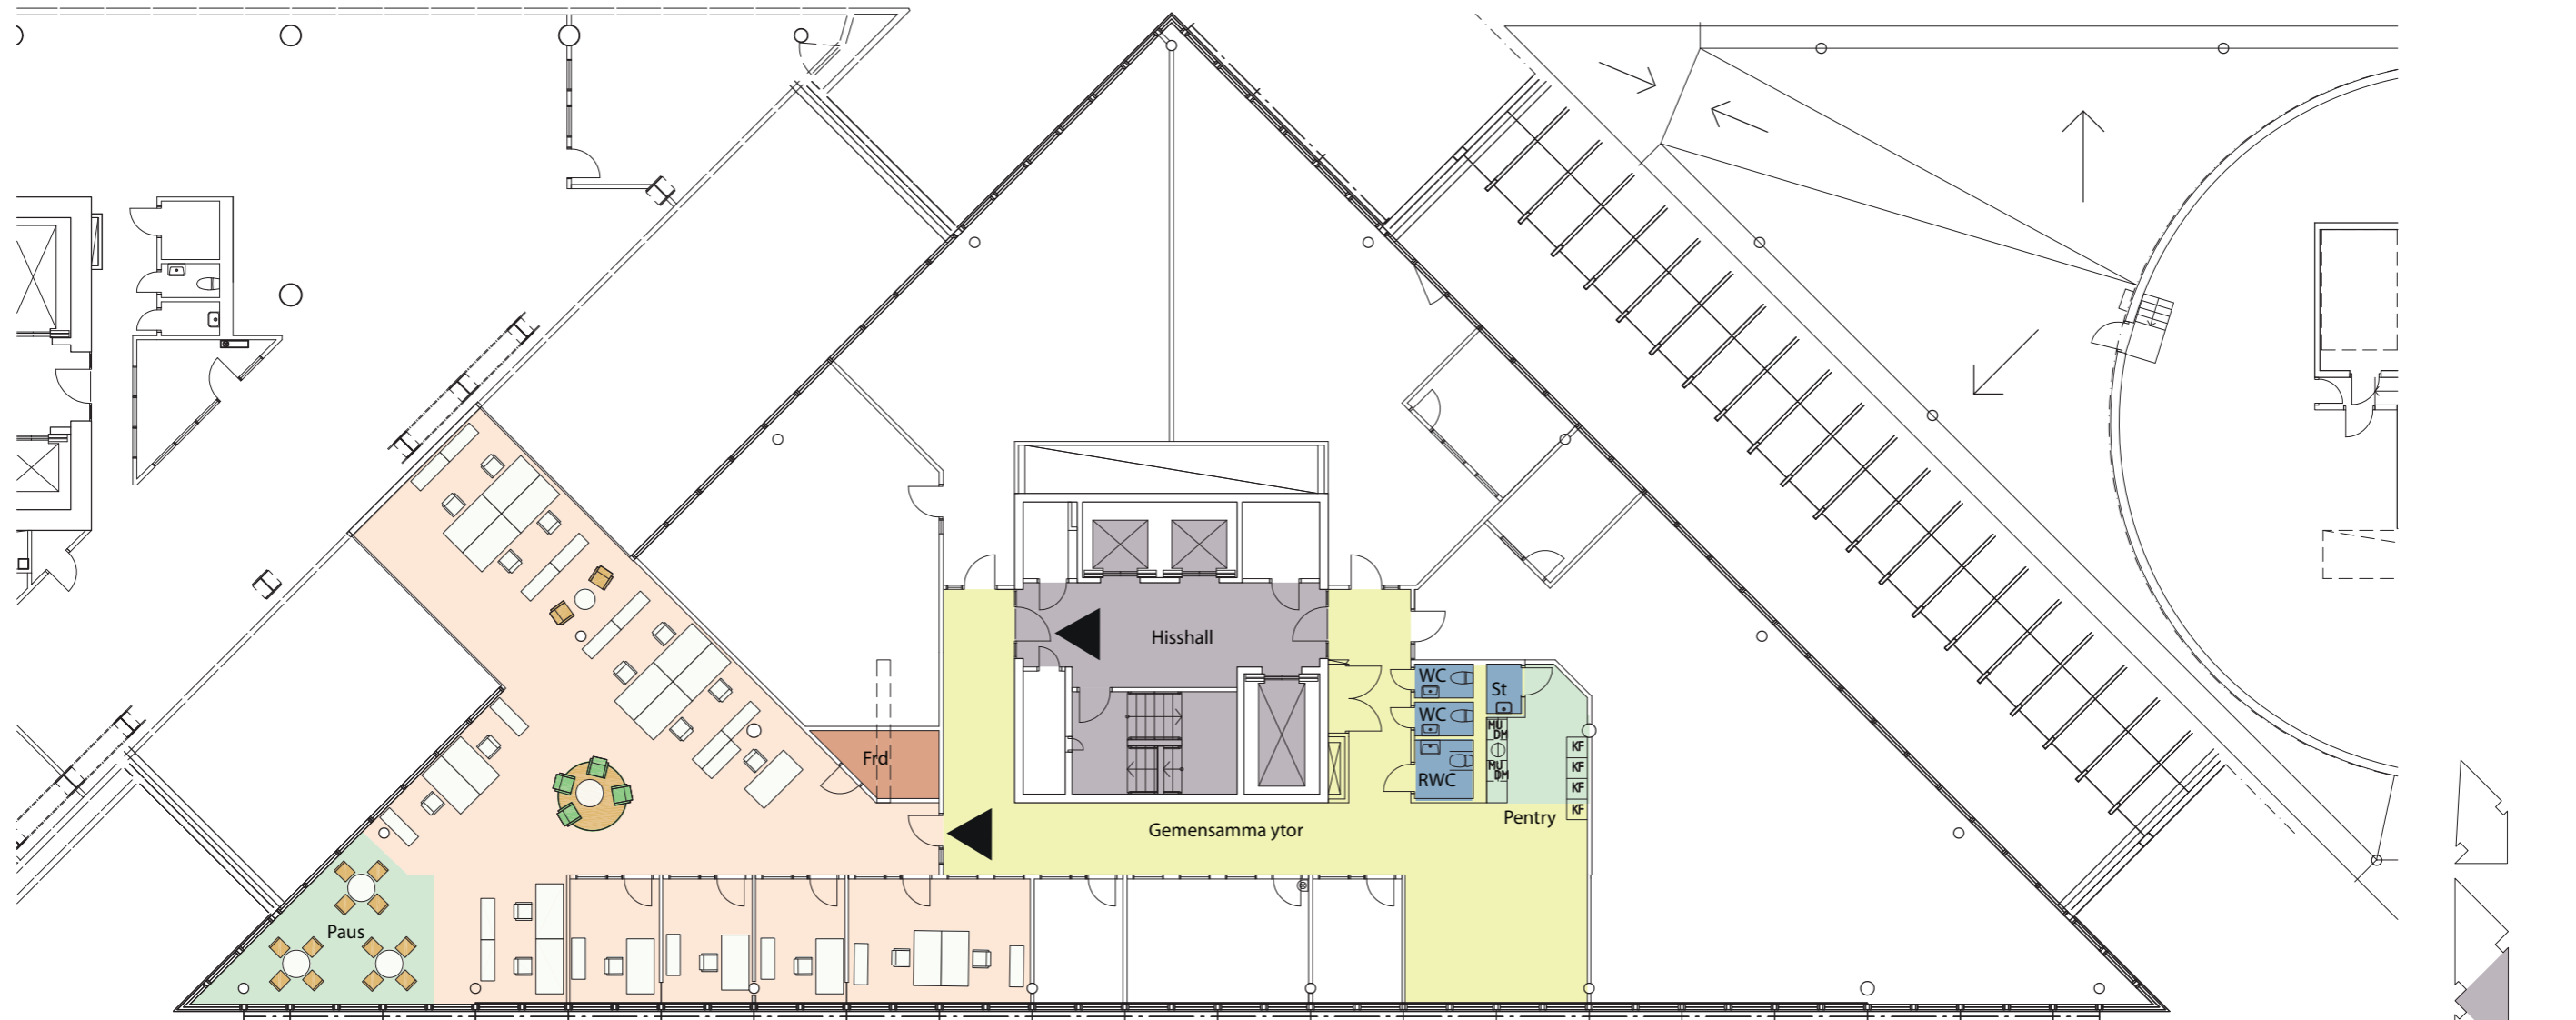 Hisshall
WC
St
WC
MU
DM
KF
Frd
KF
MU
DM
RWC
KF
KF
Pentry
Gemensamma ytor
Paus